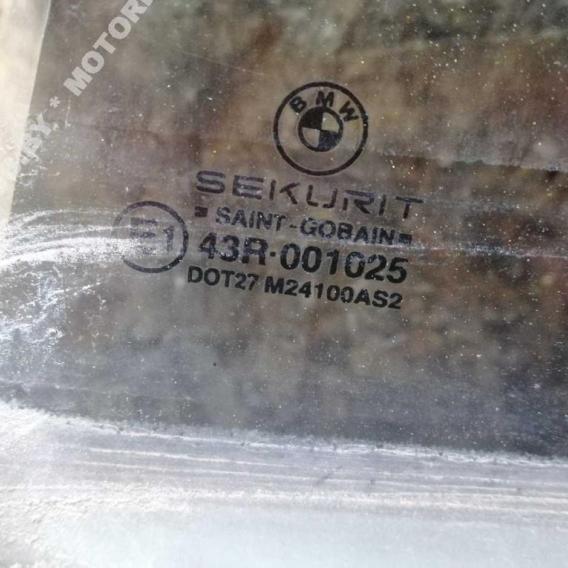 BMW
SEKURIT
SAINT-GOBAIN
E1
43R-001025
DOT27 M24100AS2